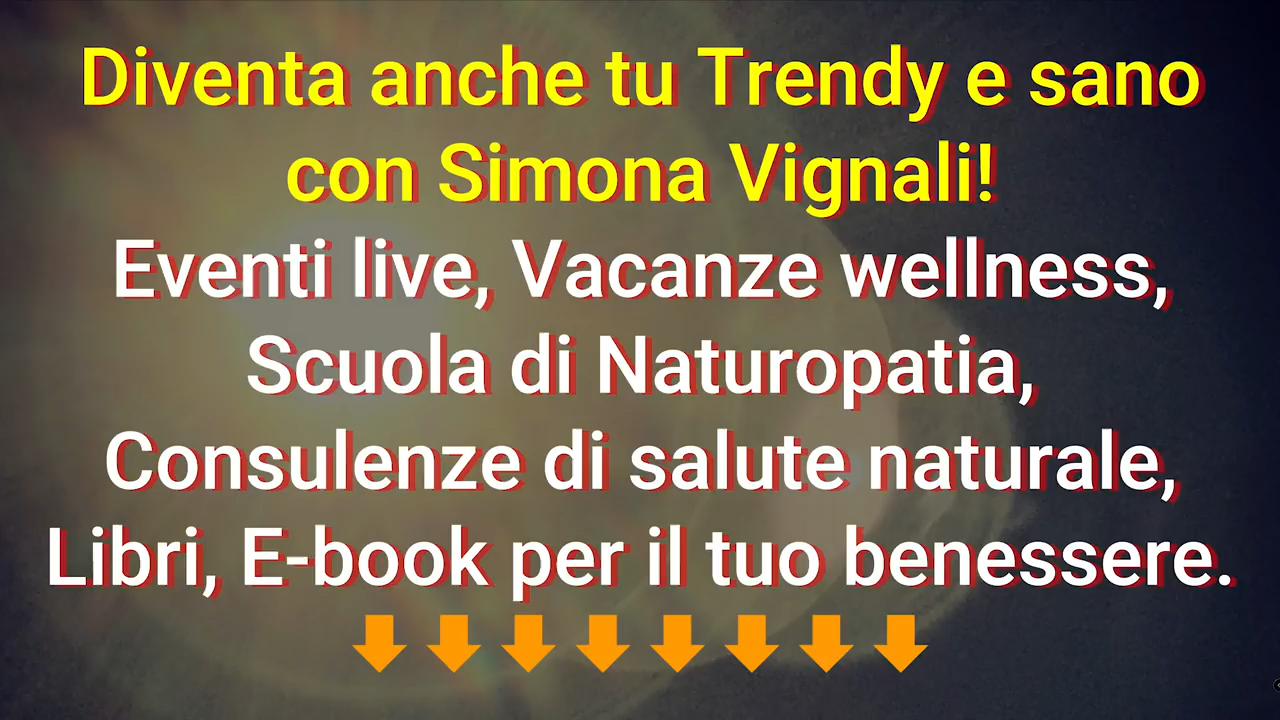 Diventa anche tu Trendy e sano
con Simona Vignali!
Eventi live, Vacanze wellness,
Scuola di Naturopatia,
Consulenze di salute naturale,
Libri, E-book per il tuo benessere.